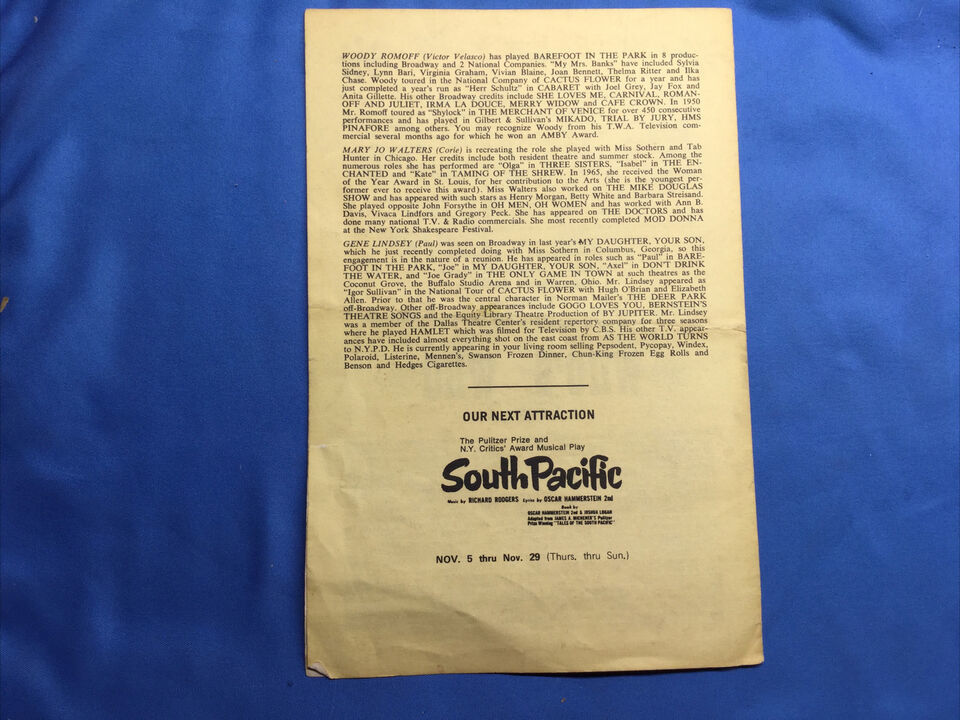 WOODY ROMOFF (Victor Velasco) has played BAREFOOT IN THE PARK in 8 produc-
tions including Broadway and 2 National Companies. "My Mrs. Banks" have included Sylvia
Sidney, Lynn Bari, Virginia Graham, Vivian Blaine, Joan Bennett, Thelma Ritter and Ilka
Chase. Woody toured in the National Company of CACTUS FLOWER for a year and has
just completed a year's run as "Herr Schultz" in CABARET with Joel Grey, Jay Fox and
Anita Gillette. His other Broadway credits include SHE LOVES ME, CARNIVAL, ROMAN-
OFF AND JULIET, IRMA LA DOUCE, MERRY WIDOW and CAFE CROWN. In 1950
Mr. Romoff toured as "Shylock" in THE MERCHANT OF VENICE for over 450 consecutive
performances and has played in Gilbert & Sullivan's MIKADO, TRIAL BY JURY, HMS
PINAFORE among others. You may recognize Woody from his T.W.A. Television com-
mercial several months ago for which he won an AMBY Award.
MARY JO WALTERS (Corie) is recreating the role she played with Miss Sothern and Tab
Hunter in Chicago. Her credits include both resident theatre and summer stock. Among the
numerous roles she has performed are "Olga" in THREE SISTERS, "Isabel" in THE EN-
CHANTED and "Kate" in TAMING OF THE SHREW. In 1965, she received the Woman
of the Year Award in St. Louis, for her contribution to the Arts (she is the youngest per-
former ever to receive this award). Miss Walters also worked on THE MIKE DOUGLAS
SHOW and has appeared with such stars as Henry Morgan, Betty White and Barbara Streisand.
She played opposite John Forsythe in OH MEN, OH WOMEN and has worked with Ann B.
Davis, Vivaca Lindfors and Gregory Peck. She has appeared on THE DOCTORS and has
done many national T.V. & Radio commercials. She most recently completed MOD DONNA
at the New York Shakespeare Festival.
GENE LINDSEY (Paul) was seen on Broadway in last year's MY DAUGHTER, YOUR SON,
which he just recently completed doing with Miss Sothern in Columbus, Georgia, so this
engagement is in the nature of a reunion. He has appeared in roles such as "Paul" in BARE-
FOOT IN THE PARK, "Joe" in MY DAUGHTER, YOUR SON, "Axel" in DON'T DRINK
THE WATER, and "Joe Grady" in THE ONLY GAME IN TOWN at such theatres as the
Coconut Grove, the Buffalo Studio Arena and in Warren, Ohio. Mr. Lindsey appeared as
"Igor Sullivan" in the National Tour of CACTUS FLOWER with Hugh O'Brian and Elizabeth
Allen. Prior to that he was the central character in Norman Mailer's THE DEER PARK
off-Broadway. Other off-Broadway appearances include GOGO LOVES YOU, BERNSTEIN'S
THEATRE SONGS and the Equity Library Theatre Production of BY JUPITER. Mr. Lindsey
was a member of the Dallas Theatre Center's resident repertory company for three seasons
where he played HAMLET which was filmed for Television by C.B.S. His other T.V. appear-
ances have included almost everything shot on the east coast from AS THE WORLD TURNS
to N.Y.P.D. He is currently appearing in your living room selling Pepsodent, Pycopay, Windex,
Polaroid, Listerine, Mennen's, Swanson Frozen Dinner, Chun-King Frozen Egg Rolls and
Benson and Hedges Cigarettes.
OUR NEXT ATTRACTION
The Pulitzer Prize and
N.Y. Critics' Award Musical Play
South Pacific
Music by RICHARD RODGERS Lyrics by OSCAR HAMMERSTEIN 2nd
Book by
OSCAR HAMMERSTEIN 2nd & JOSHUA LOGAN
Adapted from JAMES A. MICHENER'S Pulitzer
Prize Winning "TALES OF THE SOUTH PACIFIC"
NOV. 5 thru Nov. 29 (Thurs. thru Sun.)